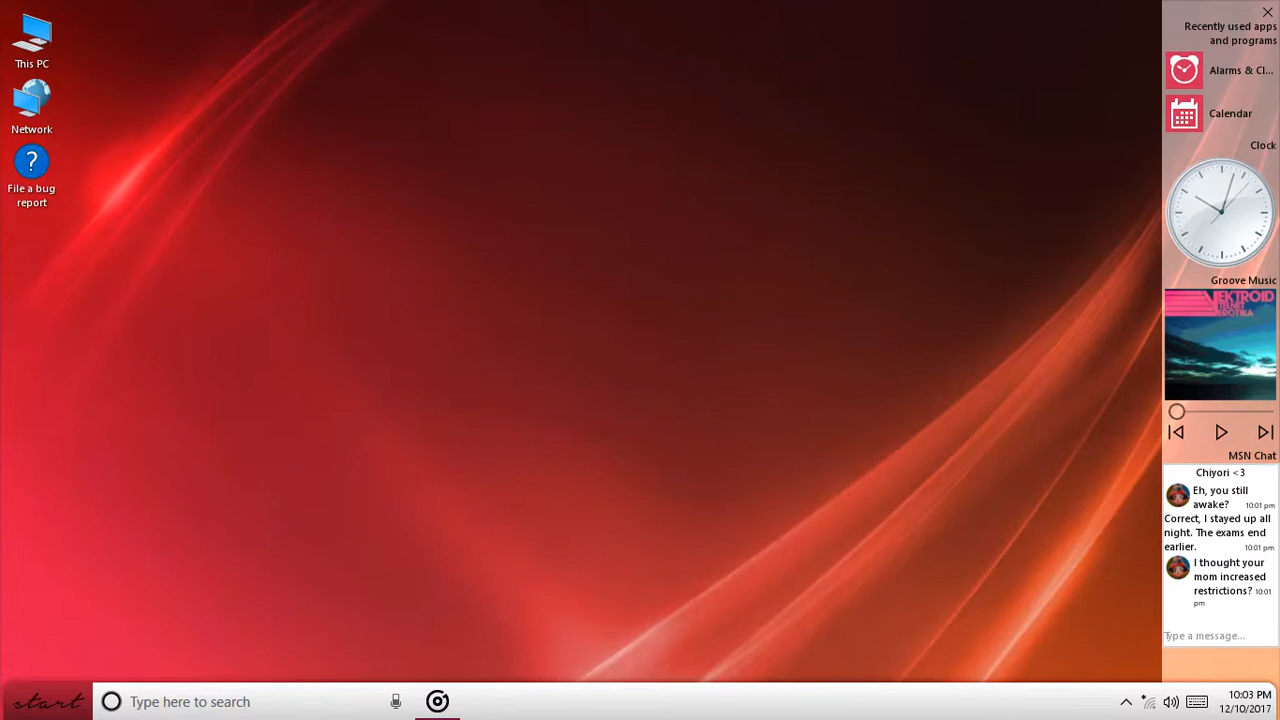 This PC
Network
File a bug
report
Recently used apps
and programs
Alarms & Cl...
Calendar
Clock
Groove Music
VEKTROID
TELNET
EROTIKA
MSN Chat
Chiyori <3
Eh, you still
awake? 10:01 pm
Correct, I stayed up all
night. The exams end
earlier. 10:01 pm
I thought your
mom increased
restrictions? 10:01
pm
Type a message...
start
Type here to search
10:03 PM
12/10/2017